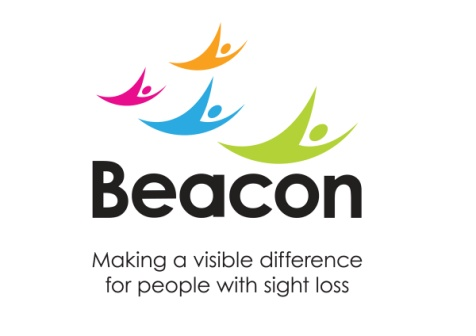 Beacon
Making a visible difference
for people with sight loss